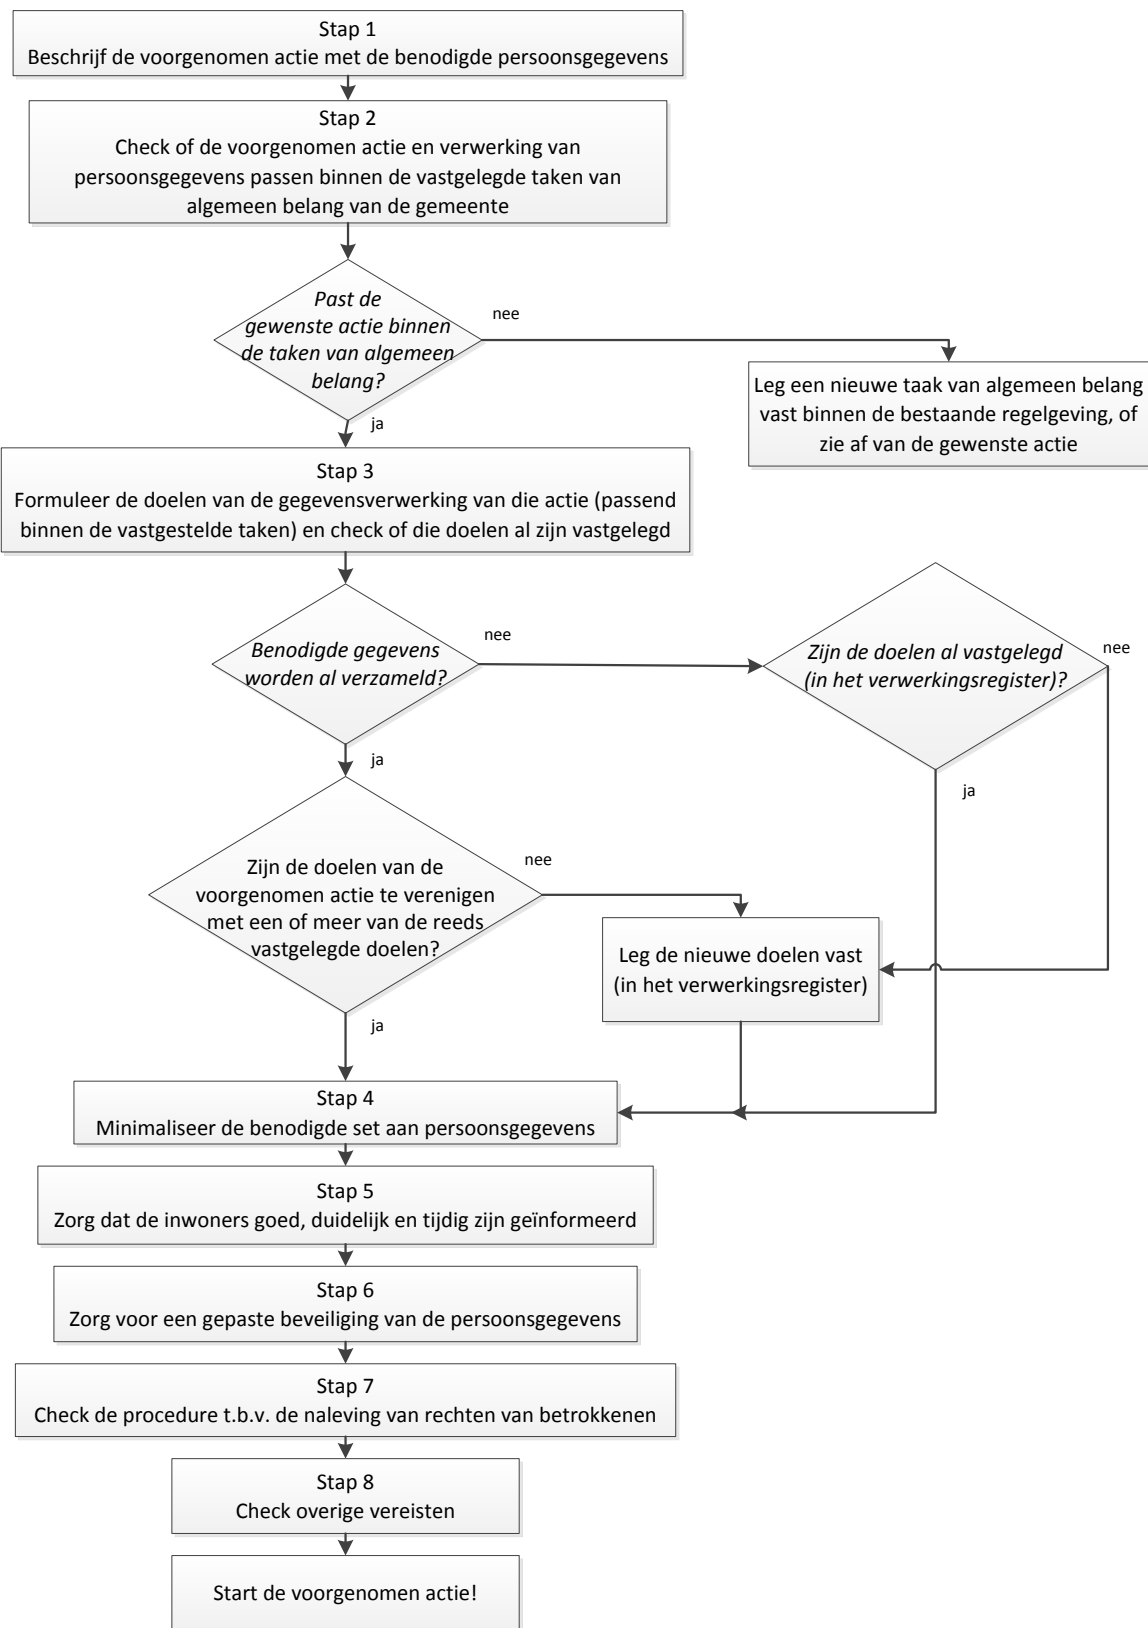 Stap 1
Beschrijf de voorgenomen actie met de benodigde persoonsgegevens
Stap 2
Check of de voorgenomen actie en verwerking van
persoonsgegevens passen binnen de vastgelegde taken van
algemeen belang van de gemeente
Past de
gewenste actie binnen
de taken van algemeen
belang?
nee
ja
Leg een nieuwe taak van algemeen belang
vast binnen de bestaande regelgeving, of
zie af van de gewenste actie
Stap 3
Formuleer de doelen van de gegevensverwerking van die actie (passend
binnen de vastgestelde taken) en check of die doelen al zijn vastgelegd
Benodigde gegevens
worden al verzameld?
nee
ja
Zijn de doelen al vastgelegd
(in het verwerkingsregister)?
nee
ja
Zijn de doelen van de
voorgenomen actie te verenigen
met een of meer van de reeds
vastgelegde doelen?
nee
ja
Leg de nieuwe doelen vast
(in het verwerkingsregister)
Stap 4
Minimaliseer de benodigde set aan persoonsgegevens
Stap 5
Zorg dat de inwoners goed, duidelijk en tijdig zijn geïnformeerd
Stap 6
Zorg voor een gepaste beveiliging van de persoonsgegevens
Stap 7
Check de procedure t.b.v. de naleving van rechten van betrokkenen
Stap 8
Check overige vereisten
Start de voorgenomen actie!